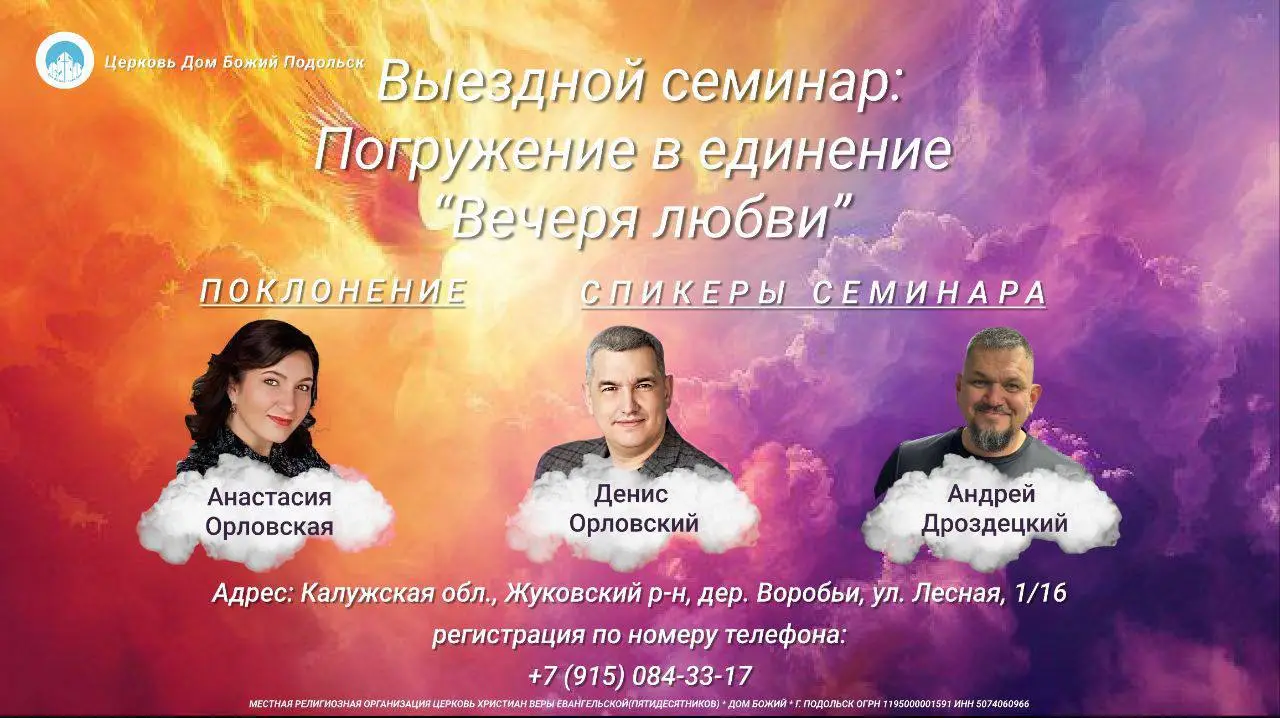 Церковь Дом Божий Подольск
Выездной семинар:
Погружение в единение
“Вечеря любви”
ПОКЛОНЕНИЕ
СПИКЕРЫ СЕМИНАРА
Анастасия
Орловская
Денис
Орловский
Андрей
Дроздецкий
Адрес: Калужская обл., Жуковский р-н, дер. Воробьи, ул. Лесная, 1/16
регистрация по номеру телефона:
+7 (915) 084-33-17
МЕСТНАЯ РЕЛИГИОЗНАЯ ОРГАНИЗАЦИЯ ЦЕРКОВЬ ХРИСТИАН ВЕРЫ ЕВАНГЕЛЬСКОЙ(ПЯТИДЕСЯТНИКОВ) * ДОМ БОЖИЙ * Г. ПОДОЛЬСК ОГРН 1195000001591 ИНН 5074060966